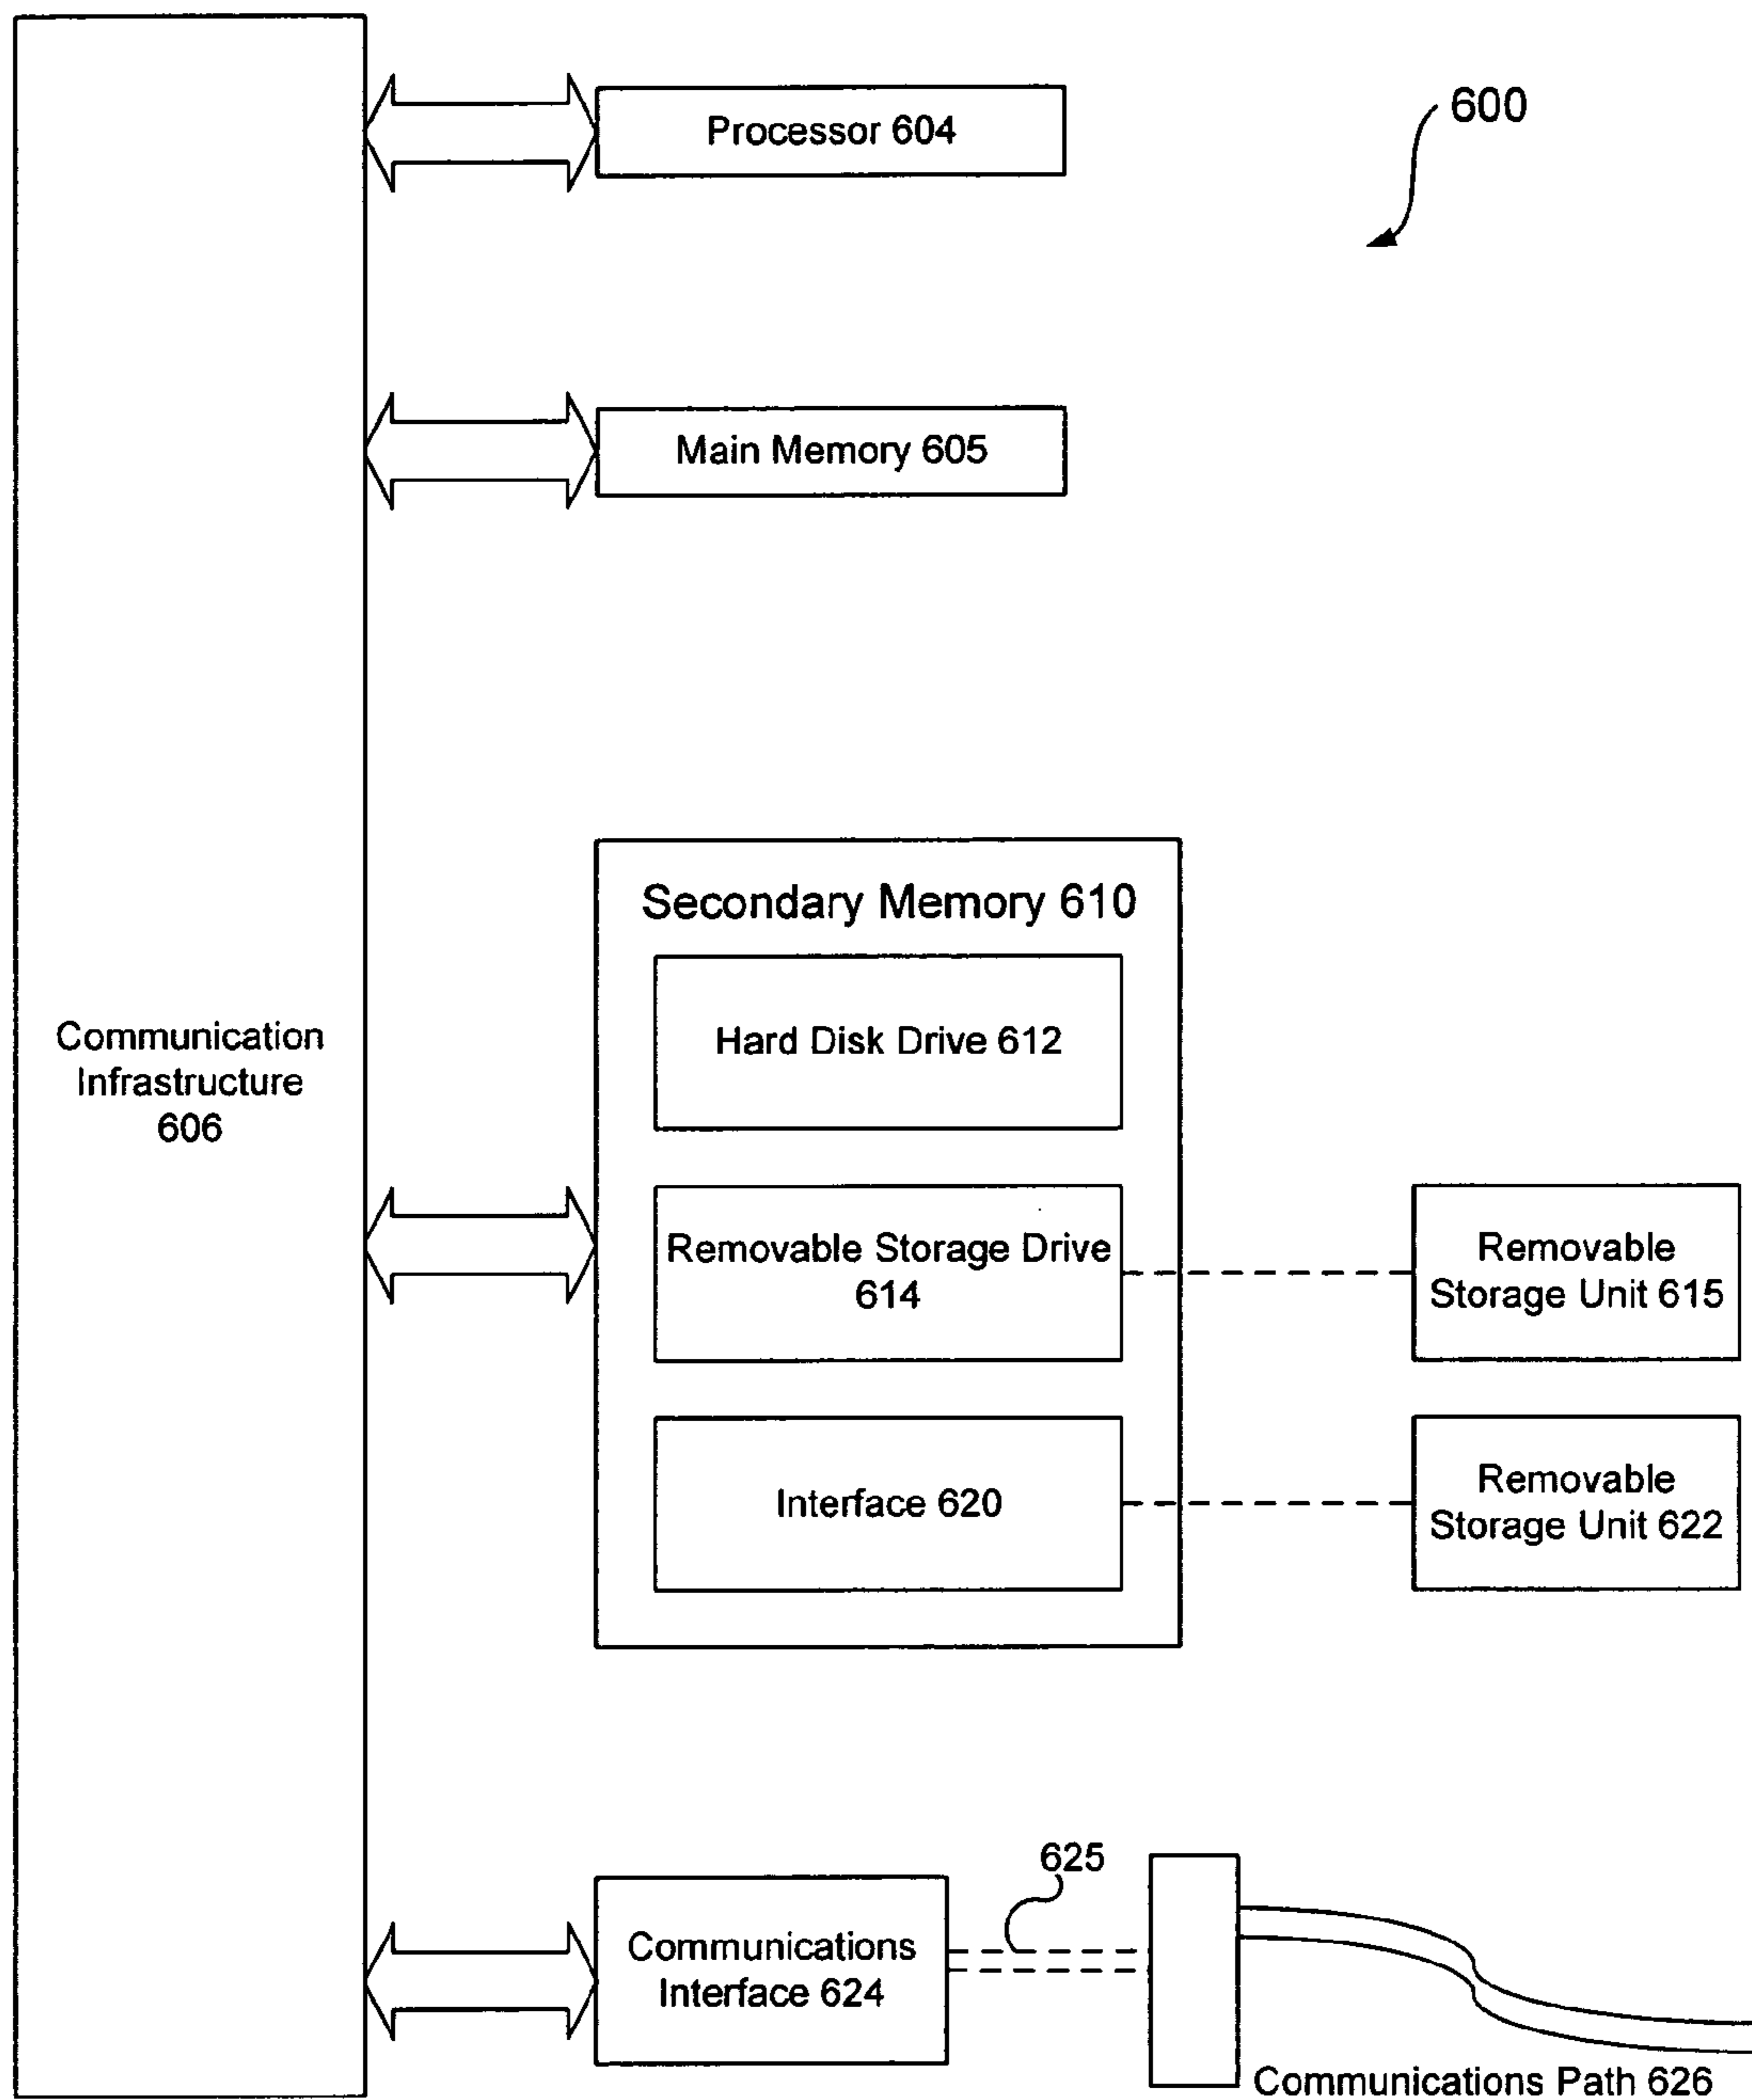 Processor 604
600
Main Memory 605
Secondary Memory 610
Hard Disk Drive 612
Communication
Infrastructure
606
Removable Storage Drive
614
Removable
Storage Unit 615
Interface 620
Removable
Storage Unit 622
625
Communications
Interface 624
Communications Path 626